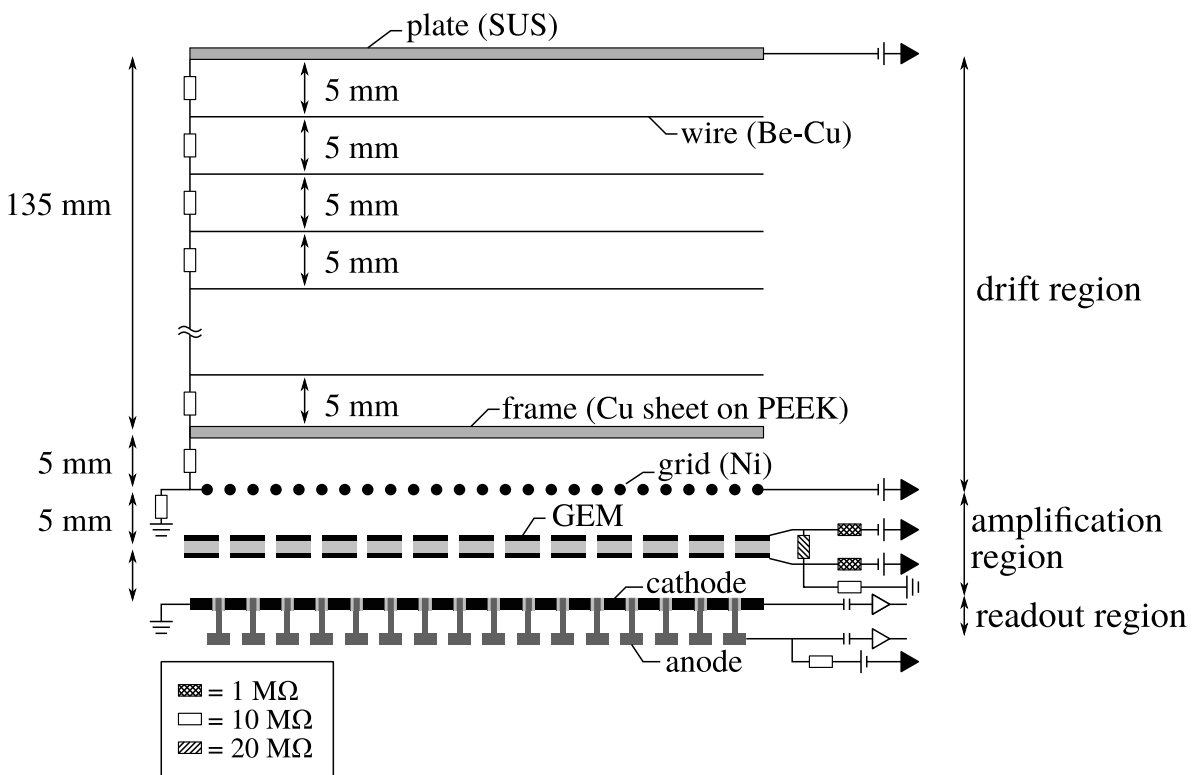 plate (SUS)
5 mm
wire (Be-Cu)
5 mm
135 mm
5 mm
5 mm
drift region
5 mm
frame (Cu sheet on PEEK)
5 mm
grid (Ni)
5 mm
GEM
amplification
region
cathode
readout region
anode
= 1 MΩ
= 10 MΩ
= 20 MΩ